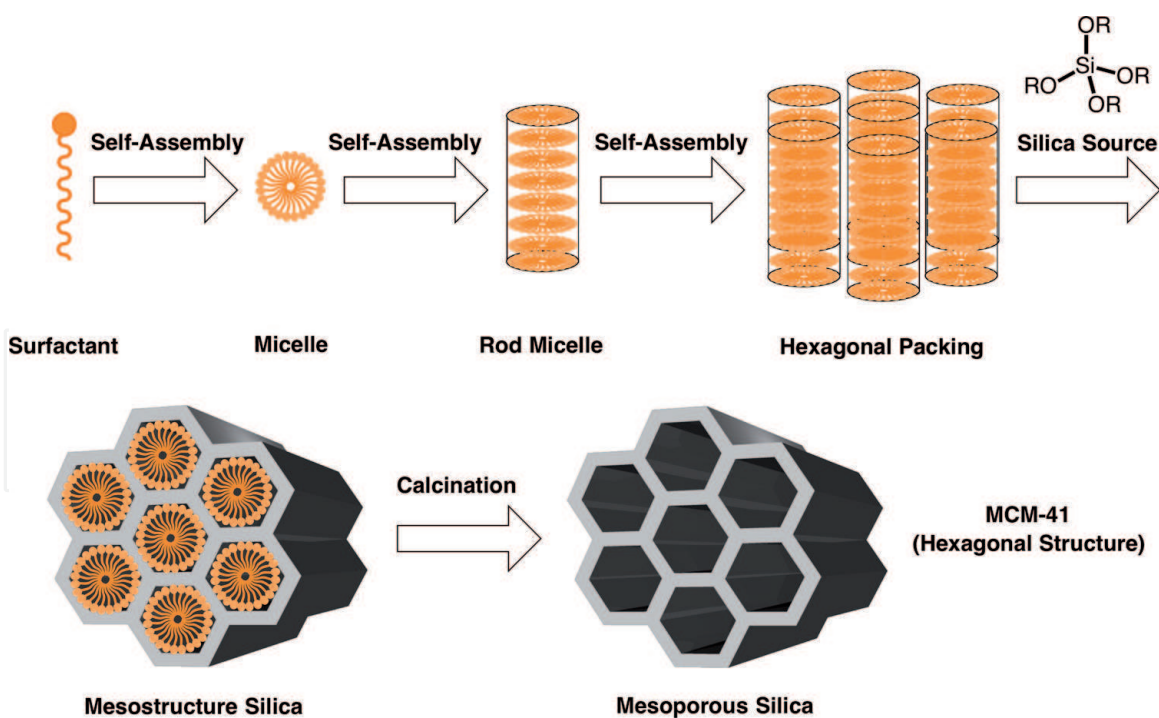 OR
Si
RO
OR
OR
Self-Assembly
Self-Assembly
Self-Assembly
Silica Source
Surfactant
Micelle
Rod Micelle
Hexagonal Packing
Calcination
MCM-41
(Hexagonal Structure)
Mesostructure Silica
Mesoporous Silica